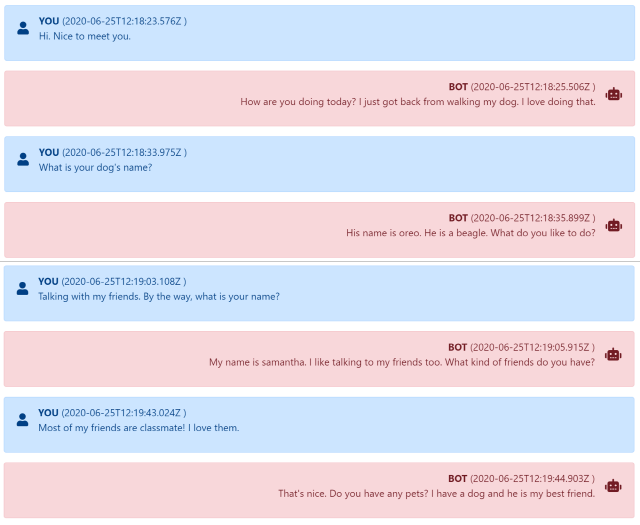 YOU (2020-06-25T12:18:23.576Z )
Hi. Nice to meet you.
BOT (2020-06-25T12:18:25.506Z )
How are you doing today? I just got back from walking my dog. I love doing that.
YOU (2020-06-25T12:18:33.975Z )
What is your dog's name?
BOT (2020-06-25T12:18:35.899Z )
His name is oreo. He is a beagle. What do you like to do?
YOU (2020-06-25T12:19:03.108Z )
Talking with my friends. By the way, what is your name?
BOT (2020-06-25T12:19:05.915Z )
My name is samantha. I like talking to my friends too. What kind of friends do you have?
YOU (2020-06-25T12:19:43.024Z )
Most of my friends are classmate! I love them.
BOT (2020-06-25T12:19:44.903Z )
That's nice. Do you have any pets? I have a dog and he is my best friend.